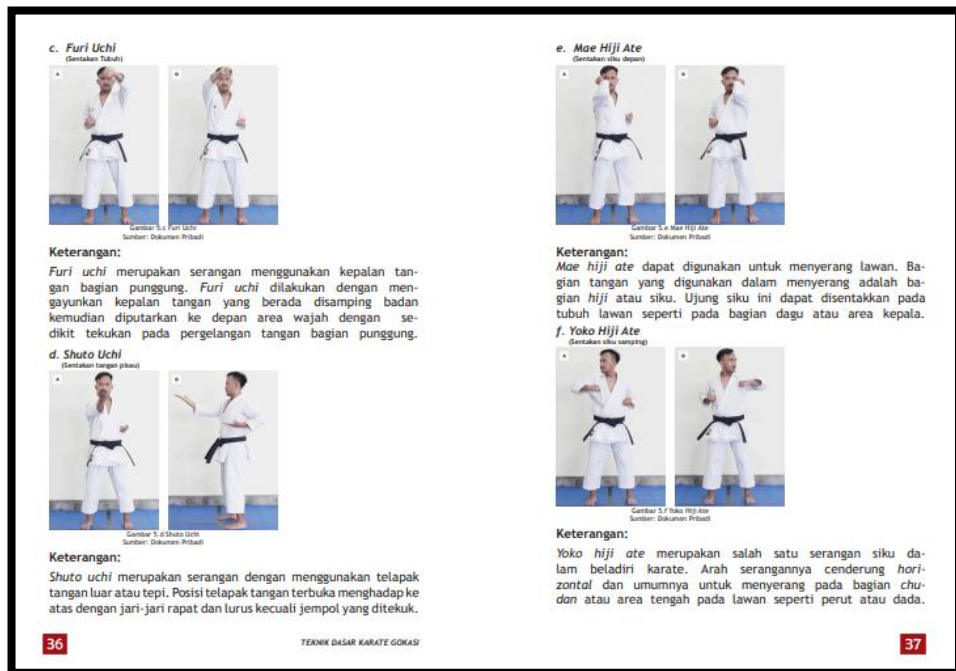 c. Furi Uchi
(Sentakan Tubuh)
A
B
Gambar 5.c Furi Uchi
Sumber: Dokumen Pribadi
Keterangan:
Furi uchi merupakan serangan menggunakan kepalan tan-
gan bagian punggung. Furi uchi dilakukan dengan men-
gayunkan kepalan tangan yang berada disamping badan
kemudian diputarkan ke depan area wajah dengan se-
dikit tekukan pada pergelangan tangan bagian punggung.
d. Shuto Uchi
(Sentakan tangan pisau)
A
B
Gambar 5.d Shuto Uchi
Sumber: Dokumen Pribadi
Keterangan:
Shuto uchi merupakan serangan dengan menggunakan telapak
tangan luar atau tepi. Posisi telapak tangan terbuka menghadap ke
atas dengan jari-jari rapat dan lurus kecuali jempol yang ditekuk.
36
TEKNIK DASAR KARATE GOKASI
e. Mae Hiji Ate
(Sentakan siku depan)
A
B
Gambar 5.e Mae Hiji Ate
Sumber: Dokumen Pribadi
Keterangan:
Mae hiji ate dapat digunakan untuk menyerang lawan. Ba-
gian tangan yang digunakan dalam menyerang adalah ba-
gian hiji atau siku. Ujung siku ini dapat disentakkan pada
tubuh lawan seperti pada bagian dagu atau area kepala.
f. Yoko Hiji Ate
(Sentakan siku samping)
A
B
Gambar 5.f Yoko Hiji Ate
Sumber: Dokumen Pribadi
Keterangan:
Yoko hiji ate merupakan salah satu serangan siku da-
lam beladiri karate. Arah serangannya cenderung hori-
zontal dan umumnya untuk menyerang pada bagian chu-
dan atau area tengah pada lawan seperti perut atau dada.
37